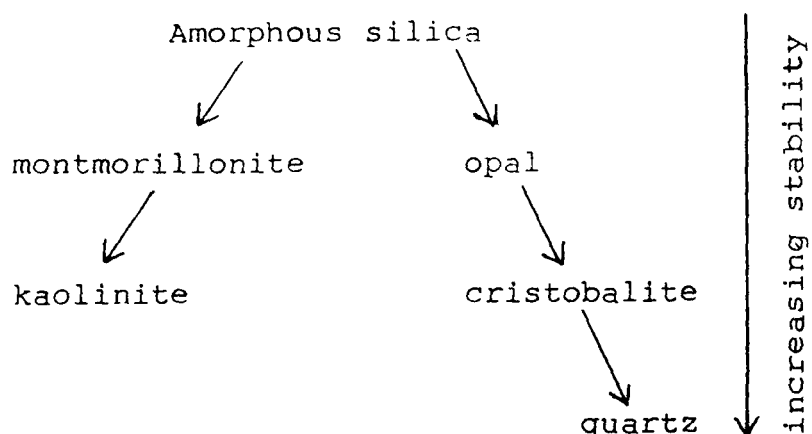 Amorphous silica
montmorillonite opal
kaolinite cristobalite
quartz
increasing stability